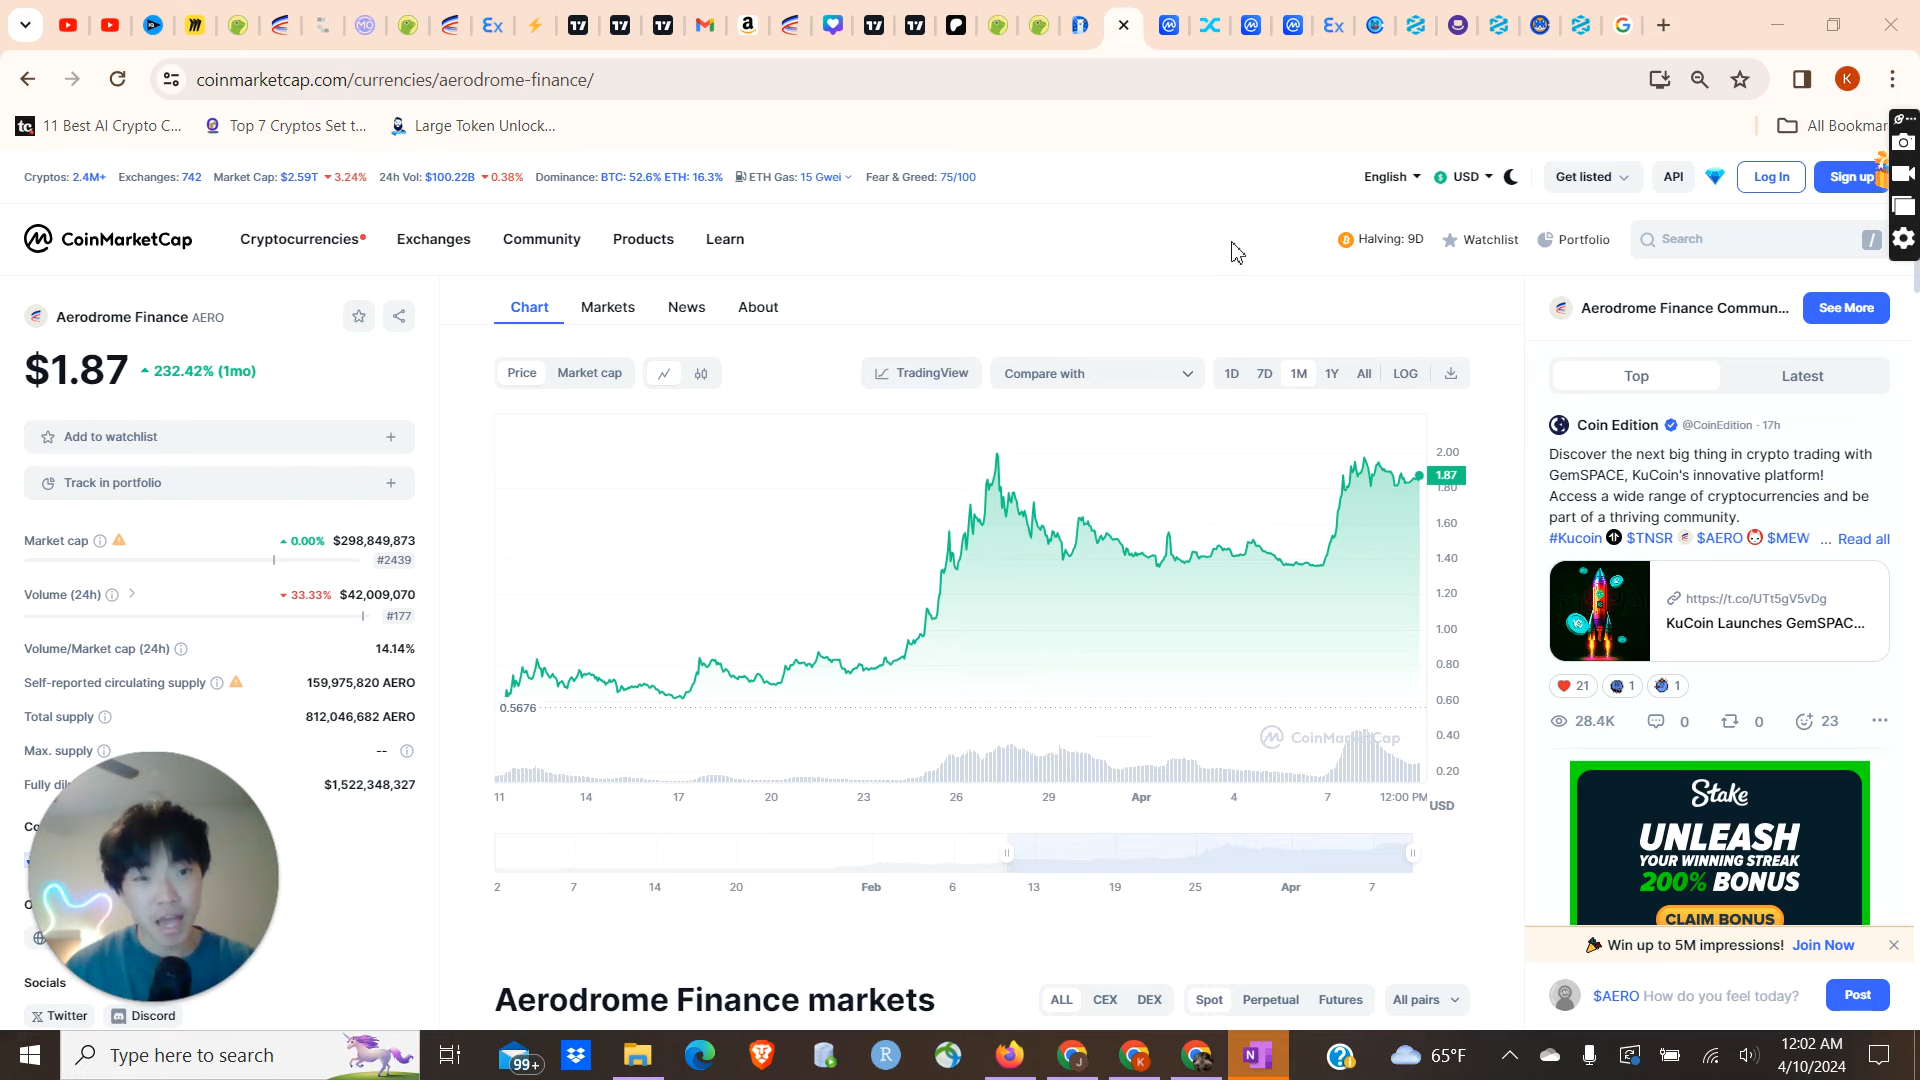 coinmarketcap.com/currencies/aerodrome-finance/
K
tc 11 Best AI Crypto C...
Top 7 Cryptos Set t...
Large Token Unlock...
All Bookmar
Cryptos: 2.4M+
Exchanges: 742
Market Cap: $2.59T 3.24%
24h Vol: $100.22B 0.38%
Dominance: BTC: 52.6% ETH: 16.3%
ETH Gas: 15 Gwei
Fear & Greed: 75/100
English
USD
Get listed
API
Log In
Sign up
CoinMarketCap
Cryptocurrencies
Exchanges
Community
Products
Learn
Halving: 9D
Watchlist
Portfolio
Search
/
Aerodrome Finance AERO
$1.87 232.42% (1mo)
Add to watchlist +
Track in portfolio +
Market cap 0.00% $298,849,873
#2439
Volume (24h) 33.33% $42,009,070
#177
Volume/Market cap (24h) 14.14%
Self-reported circulating supply 159,975,820 AERO
Total supply 812,046,682 AERO
Max. supply --
Fully dil $1,522,348,327
Co
Socials
Twitter
Discord
Chart
Markets
News
About
Price
Market cap
TradingView
Compare with
1D
7D
1M
1Y
All
LOG
2.00
1.87
1.80
1.60
1.40
1.20
1.00
0.80
0.60
0.40
0.20
0.5676
CoinMarketCap
11 14 17 20 23 26 29 Apr 4 7 12:00 PM
USD
2 7 14 20 Feb 6 13 19 25 Apr 7
Aerodrome Finance markets
ALL
CEX
DEX
Spot
Perpetual
Futures
All pairs
Aerodrome Finance Commun...
See More
Top
Latest
Coin Edition @CoinEdition · 17h
Discover the next big thing in crypto trading with
GemSPACE, KuCoin's innovative platform!
Access a wide range of cryptocurrencies and be
part of a thriving community.
#Kucoin $TNSR $AERO $MEW ... Read all
https://t.co/UTt5gV5vDg
KuCoin Launches GemSPAC...
21
1
1
28.4K
0
0
23
Stake
UNLEASH
YOUR WINNING STREAK
200% BONUS
CLAIM BONUS
Win up to 5M impressions! Join Now
$AERO How do you feel today?
Post
Type here to search
99+
65°F
12:02 AM
4/10/2024